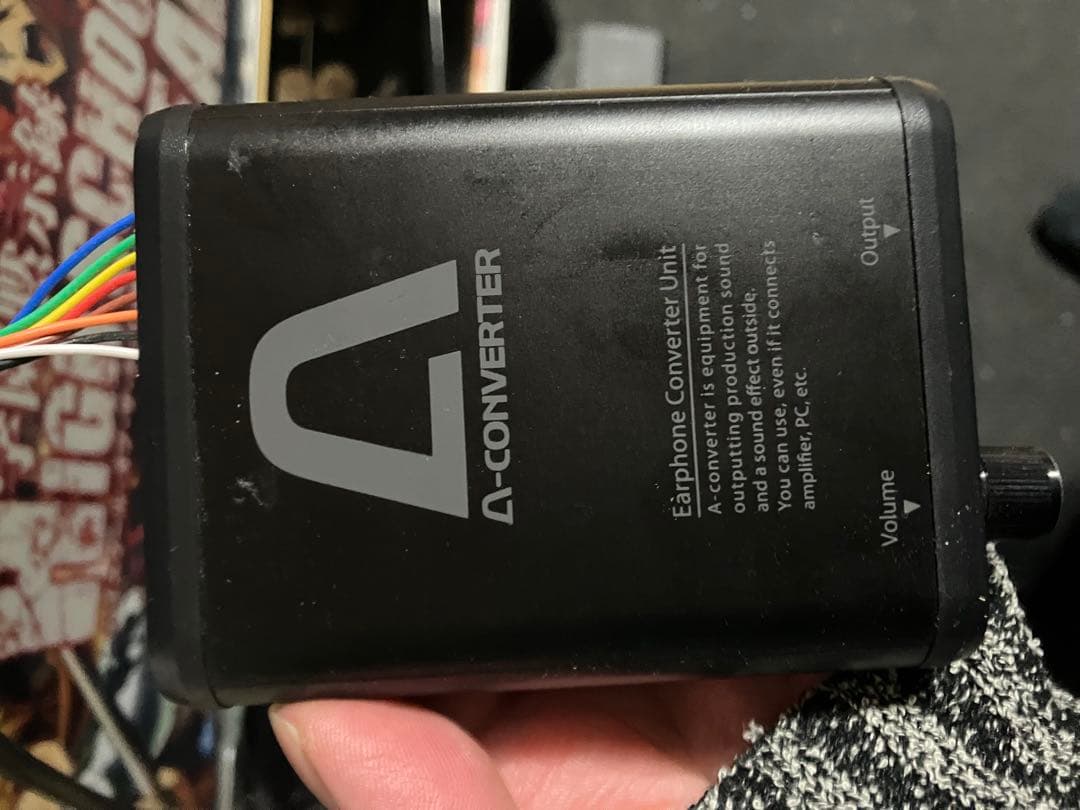 A-CONVERTER
Earphone Converter Unit
A-converter is equipment for
outputting production sound
and a sound effect outside.
You can use, even if it connects
amplifier, PC, etc.
Volume
Output